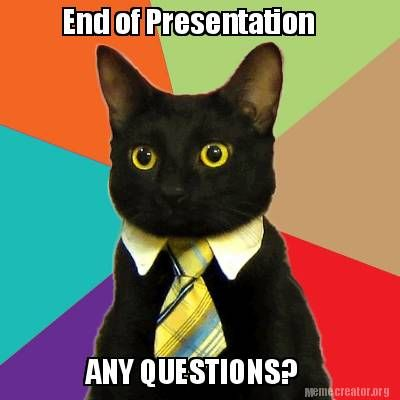 End of Presentation
ANY QUESTIONS?
Memecreator.org